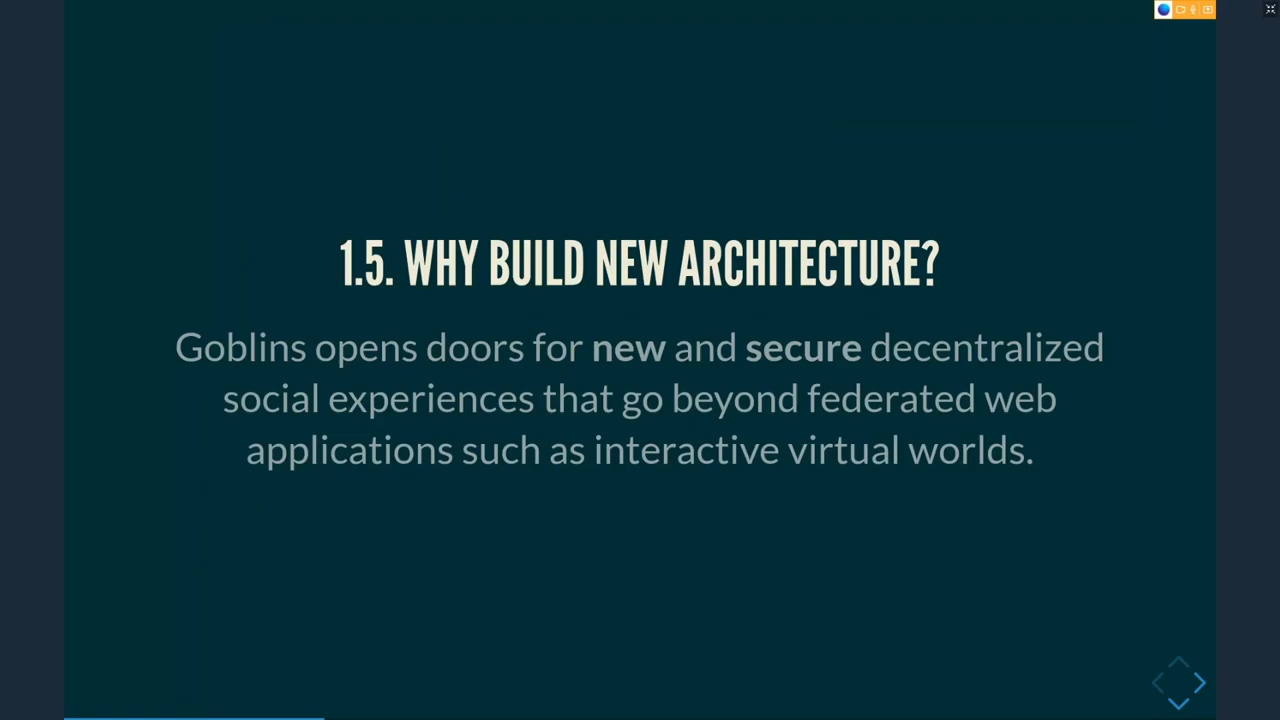 1.5. WHY BUILD NEW ARCHITECTURE?
Goblins opens doors for new and secure decentralized
social experiences that go beyond federated web
applications such as interactive virtual worlds.